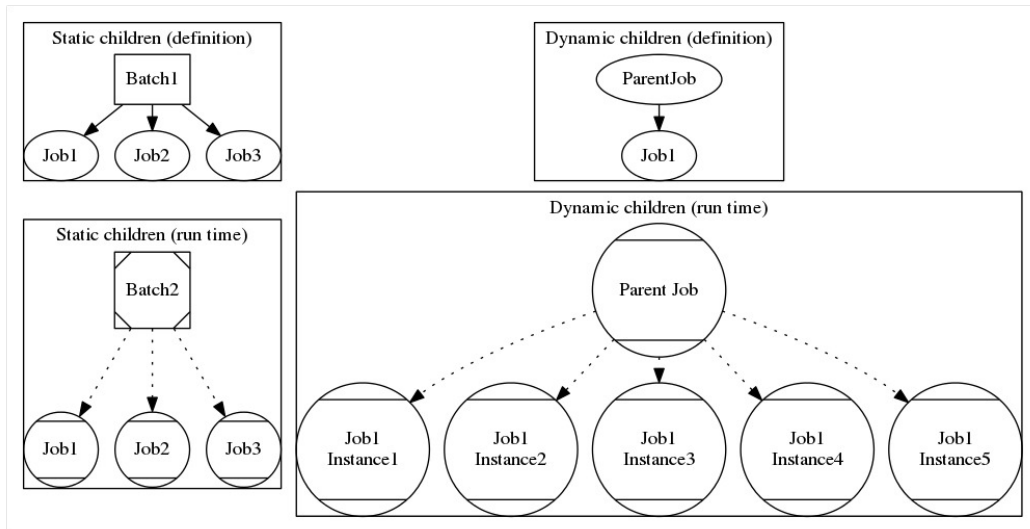 Static children (definition)
Batch1
Job1
Job2
Job3
Dynamic children (definition)
ParentJob
Job1
Static children (run time)
Batch2
Job1
Job2
Job3
Dynamic children (run time)
Parent Job
Job1
Instance1
Job1
Instance2
Job1
Instance3
Job1
Instance4
Job1
Instance5